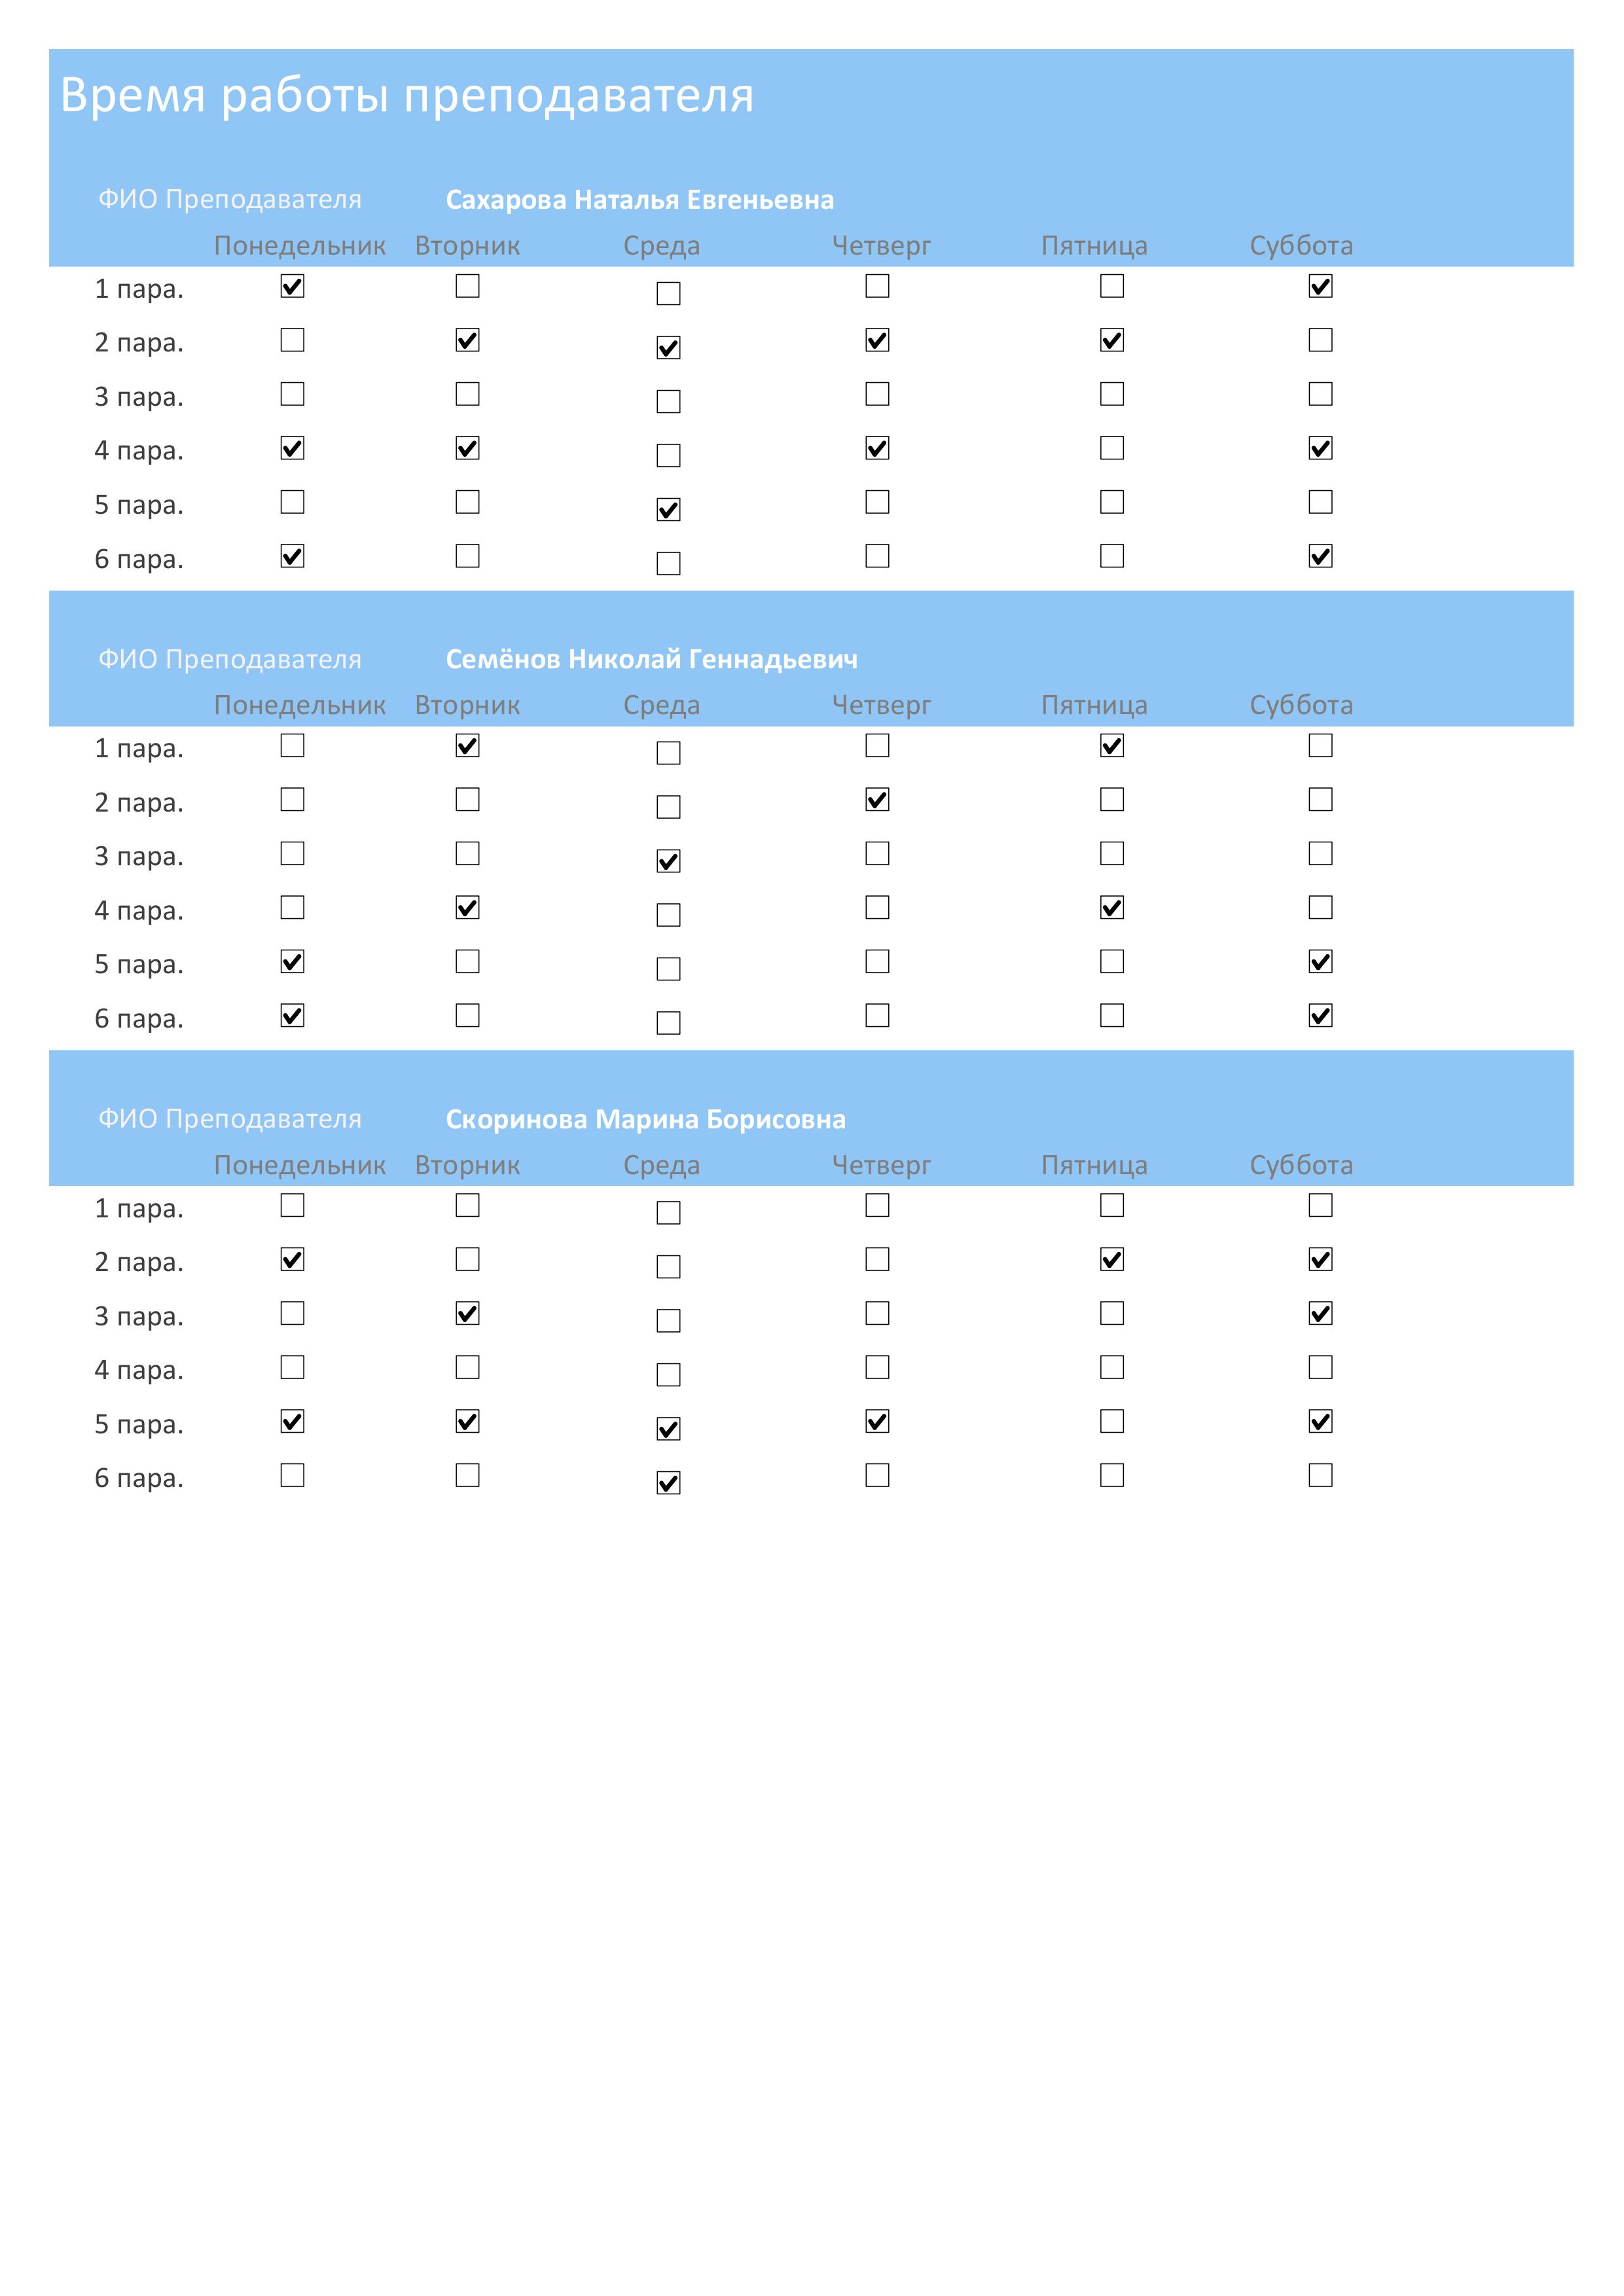 Время работы преподавателя
ФИО Преподавателя Сахарова Наталья Евгеньевна
Понедельник Вторник Среда Четверг Пятница Суббота
1 пара.
2 пара.
3 пара.
4 пара.
5 пара.
6 пара.
ФИО Преподавателя Семёнов Николай Геннадьевич
Понедельник Вторник Среда Четверг Пятница Суббота
1 пара.
2 пара.
3 пара.
4 пара.
5 пара.
6 пара.
ФИО Преподавателя Скоринова Марина Борисовна
Понедельник Вторник Среда Четверг Пятница Суббота
1 пара.
2 пара.
3 пара.
4 пара.
5 пара.
6 пара.